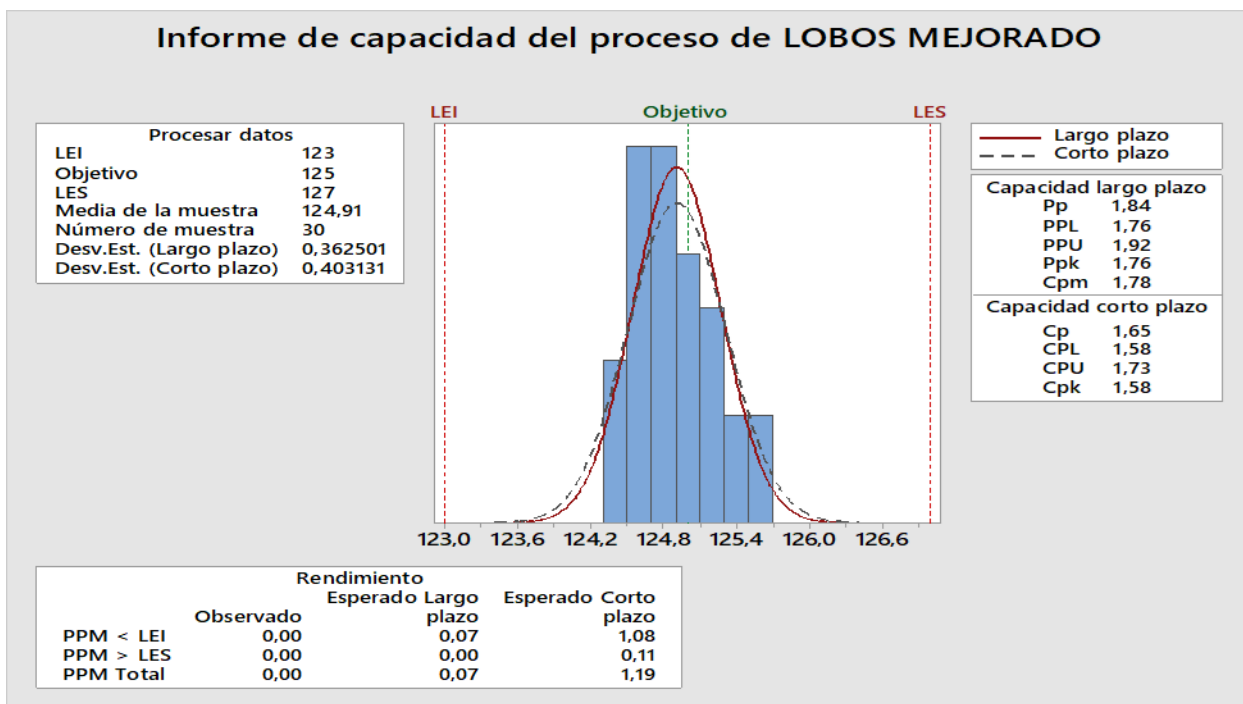 Informe de capacidad del proceso de LOBOS MEJORADO
LEI Objetivo LES
Procesar datos
LEI 123
Objetivo 125
LES 127
Media de la muestra 124,91
Número de muestra 30
Desv.Est. (Largo plazo) 0,362501
Desv.Est. (Corto plazo) 0,403131
Largo plazo
Corto plazo
Capacidad largo plazo
Pp 1,84
PPL 1,76
PPU 1,92
Ppk 1,76
Cpm 1,78
Capacidad corto plazo
Cp 1,65
CPL 1,58
CPU 1,73
Cpk 1,58
123,0 123,6 124,2 124,8 125,4 126,0 126,6
Rendimiento
Esperado Largo Esperado Corto
Observado plazo plazo
PPM < LEI 0,00 0,07 1,08
PPM > LES 0,00 0,00 0,11
PPM Total 0,00 0,07 1,19